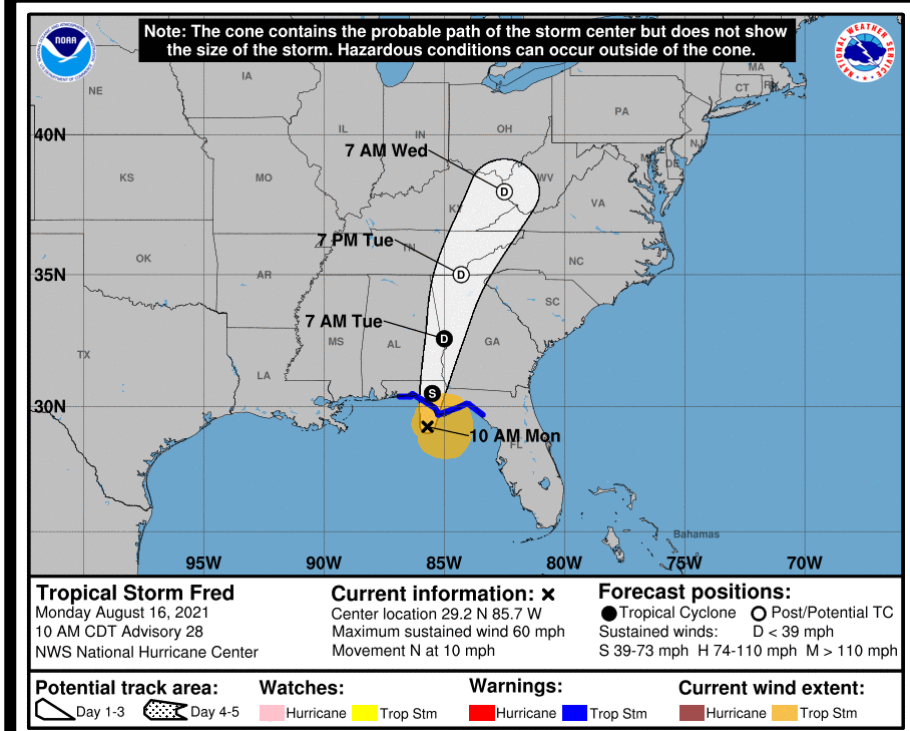 Note: The cone contains the probable path of the storm center but does not show
the size of the storm. Hazardous conditions can occur outside of the cone.
NOAA
NATIONAL WEATHER SERVICE
NE
IA
IL
IN
OH
PA
MA
CT
NJ
DE
40N
7 AM Wed
KS
MO
KY
WV
VA
7 PM Tue
TN
NC
OK
AR
35N
SC
7 AM Tue
MS
AL
GA
TX
LA
30N
10 AM Mon
FL
D
D
D
S
Bahamas
95W
90W
85W
80W
75W
70W
Tropical Storm Fred
Monday August 16, 2021
10 AM CDT Advisory 28
NWS National Hurricane Center
Current information: ×
Center location 29.2 N 85.7 W
Maximum sustained wind 60 mph
Movement N at 10 mph
Forecast positions:
Tropical Cyclone Post/Potential TC
Sustained winds: D < 39 mph
S 39-73 mph H 74-110 mph M > 110 mph
Potential track area:
Day 1-3 Day 4-5
Watches:
Hurricane Trop Stm
Warnings:
Hurricane Trop Stm
Current wind extent:
Hurricane Trop Stm